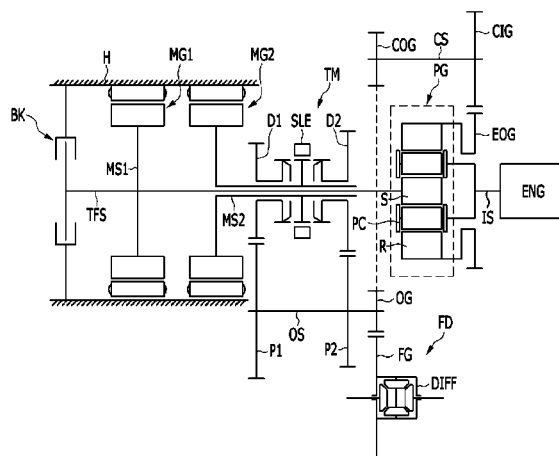 H
MG1
MG2
TM
COG
CS
CIG
PG
BK
D1
SLE
D2
EOG
MS1
TFS
MS2
S
PC
R
IS
ENG
OG
OS
P1
P2
FG
FD
DIFF